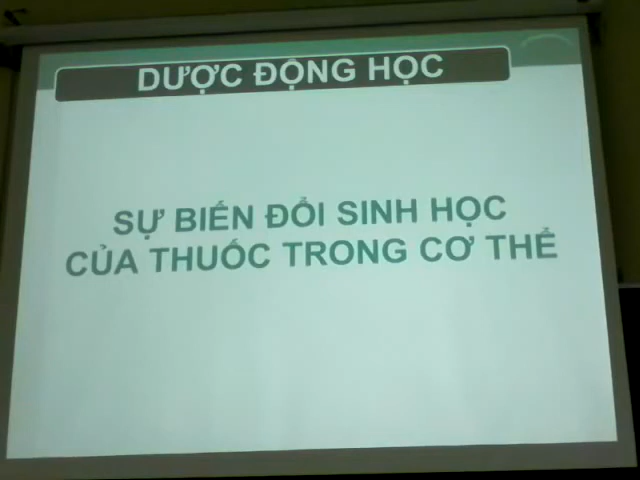 DƯỢC ĐỘNG HỌC
SỰ BIẾN ĐỔI SINH HỌC
CỦA THUỐC TRONG CƠ THỂ